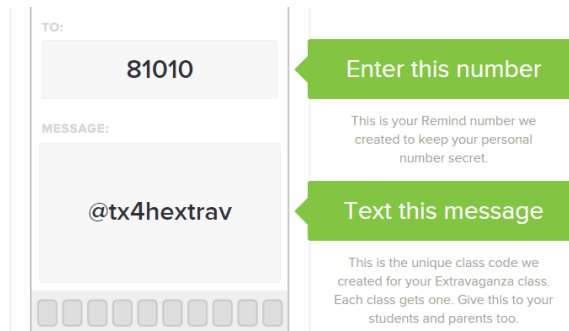 TO:
81010
Enter this number
This is your Remind number we
created to keep your personal
number secret.
MESSAGE:
@tx4hextrav
Text this message
This is the unique class code we
created for your Extravaganza class.
Each class gets one. Give this to your
students and parents too.